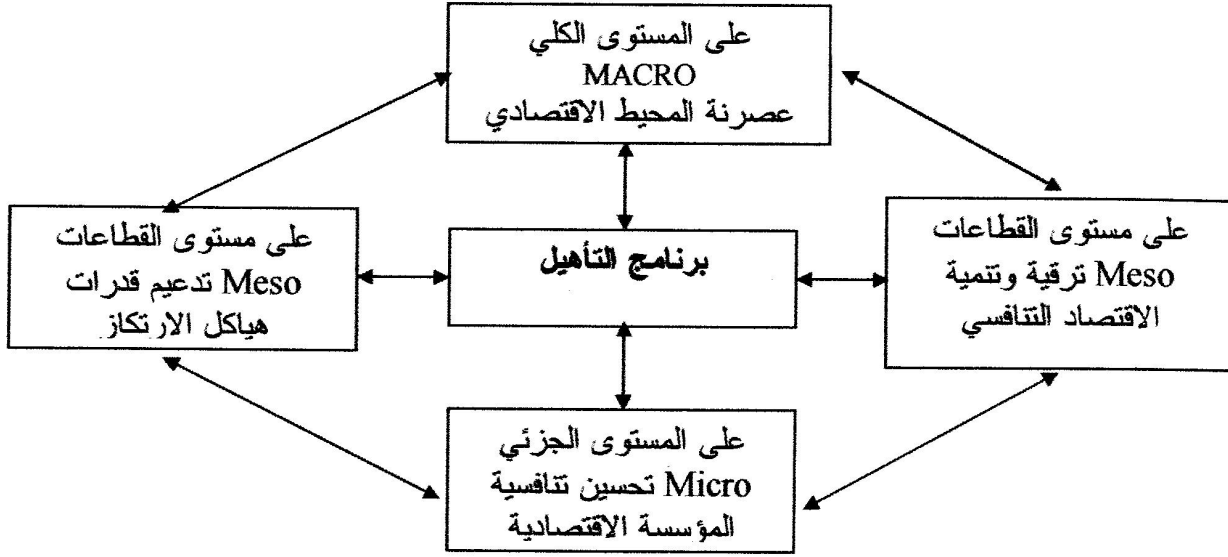 على المستوى الكلي
MACRO
عصرنة المحيط الاقتصادي
على مستوى القطاعات
Meso ترقية وتنمية
الاقتصاد التنافسي
برنامج التأهيل
على مستوى القطاعات
Meso تدعيم قدرات
هياكل الارتكاز
على المستوى الجزئي
Micro تحسين تنافسية
المؤسسة الاقتصادية